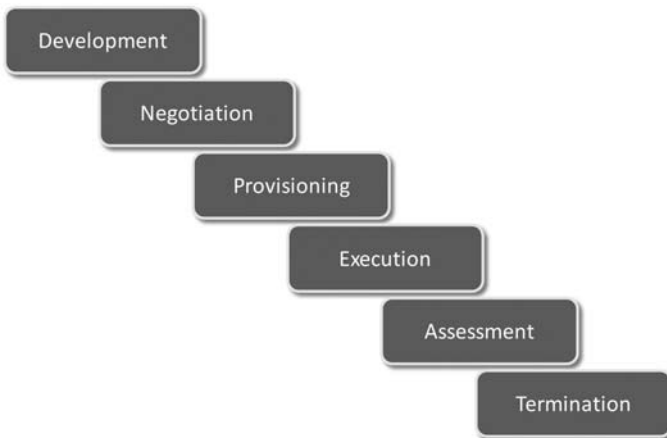 Development
Negotiation
Provisioning
Execution
Assessment
Termination